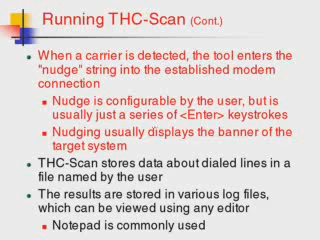 Running THC-Scan (Cont.)
When a carrier is detected, the tool enters the
"nudge" string into the established modem
connection
Nudge is configurable by the user, but is
usually just a series of <Enter> keystrokes
Nudging usually displays the banner of the
target system
THC-Scan stores data about dialed lines in a
file named by the user
The results are stored in various log files,
which can be viewed using any editor
Notepad is commonly used